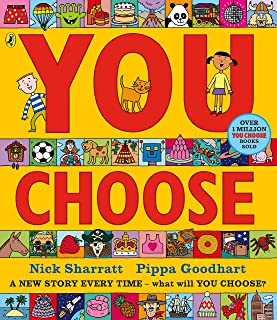 YOU
OVER
1 MILLION
YOU CHOOSE
BOOKS
SOLD
CHOOSE
Nick Sharratt Pippa Goodhart
A NEW STORY EVERY TIME – what will YOU CHOOSE?